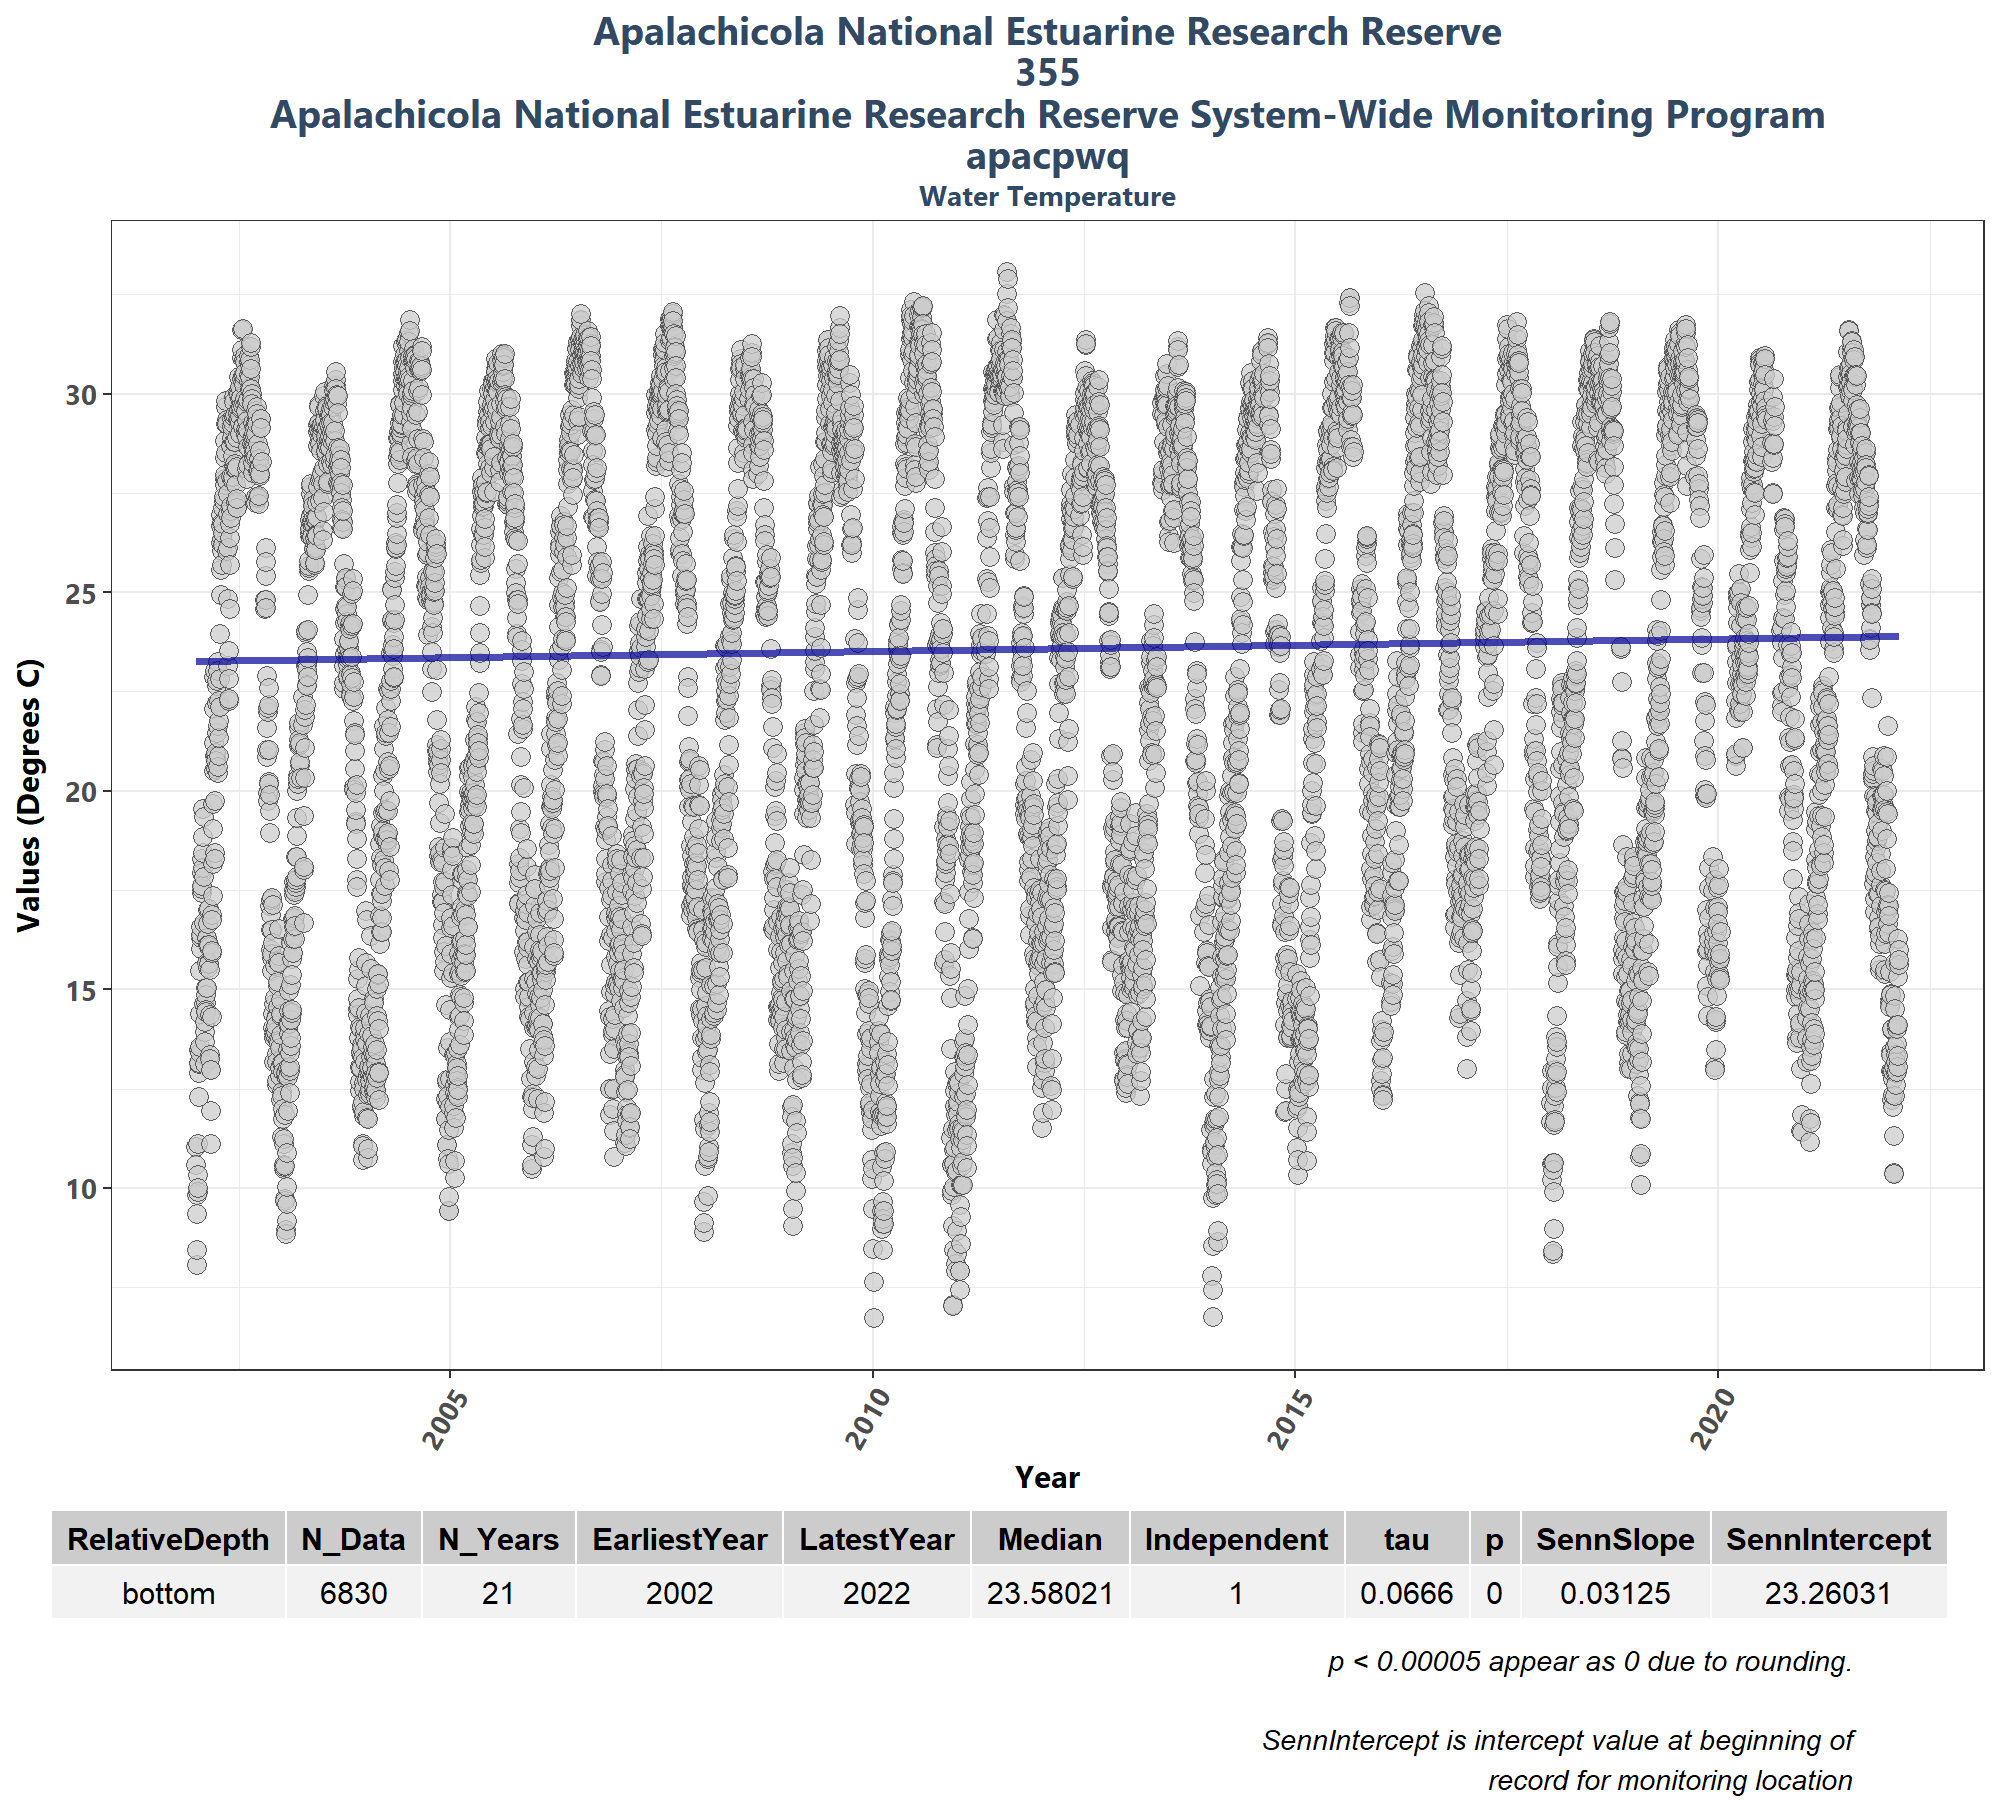 Apalachicola National Estuarine Research Reserve
355
Apalachicola National Estuarine Research Reserve System-Wide Monitoring Program
apacpwq
Water Temperature
Values (Degrees C)
30
25
20
15
10
2005 2010 2015 2020
Year
RelativeDepth N_Data N_Years EarliestYear LatestYear Median Independent tau p SennSlope SennIntercept
bottom 6830 21 2002 2022 23.58021 1 0.0666 0 0.03125 23.26031
p < 0.00005 appear as 0 due to rounding.
SennIntercept is intercept value at beginning of
record for monitoring location